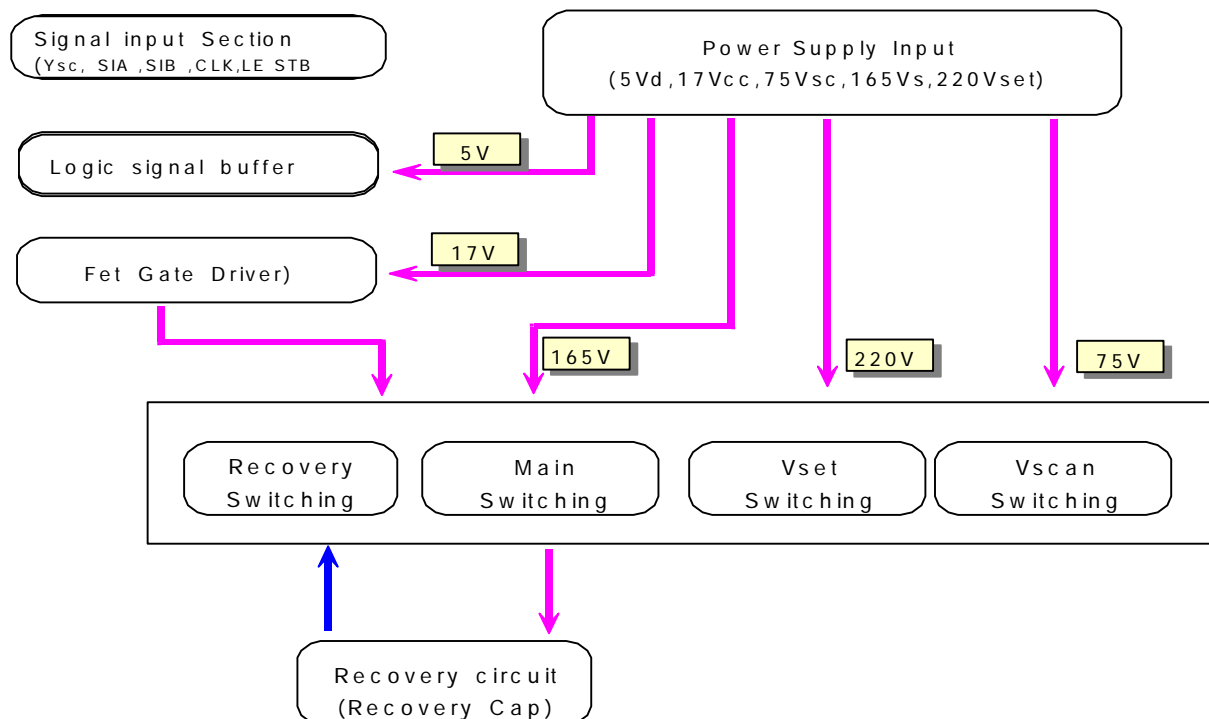 Signal input Section
(Ysc, SIA ,SIB ,CLK,LE STB
Power Supply Input
(5Vd,17Vcc,75Vsc,165Vs,220Vset)
5V
Logic signal buffer
17V
Fet Gate Driver)
165V
220V
75V
Recovery
Switching
Main
Switching
Vset
Switching
Vscan
Switching
Recovery circuit
(Recovery Cap)